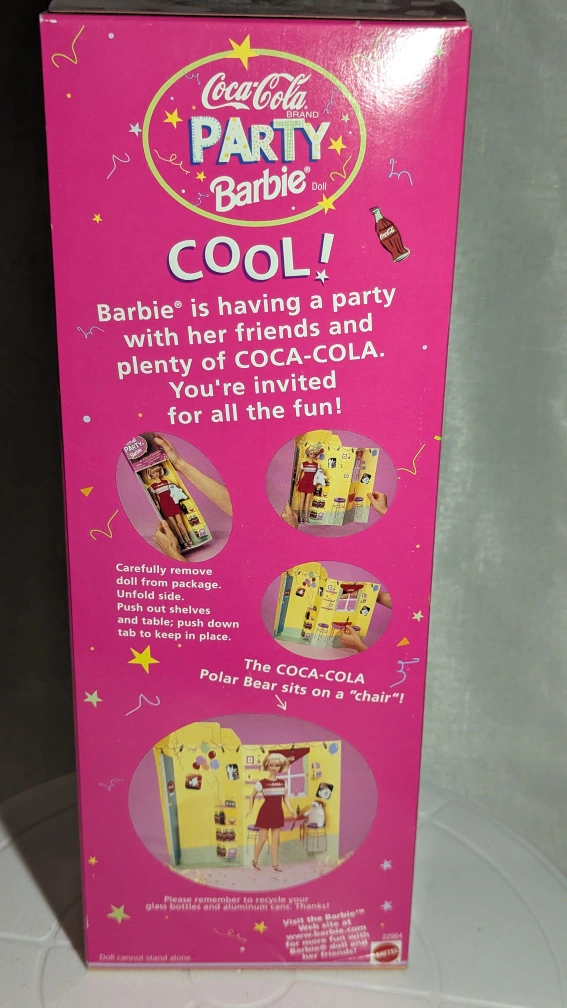 Coca-Cola
BRAND
PARTY
Barbie® Doll
COOL!
Barbie® is having a party
with her friends and
plenty of COCA-COLA.
You're invited
for all the fun!
Carefully remove
doll from package.
Unfold side.
Push out shelves
and table; push down
tab to keep in place.
The COCA-COLA
Polar Bear sits on a "chair"!
Please remember to recycle your
glass bottles and aluminum cans. Thanks!
Visit the Barbie™
Web site at
www.barbie.com
for more fun with
Barbie® doll and
her friends!
22964
MATTEL
Doll cannot stand alone.